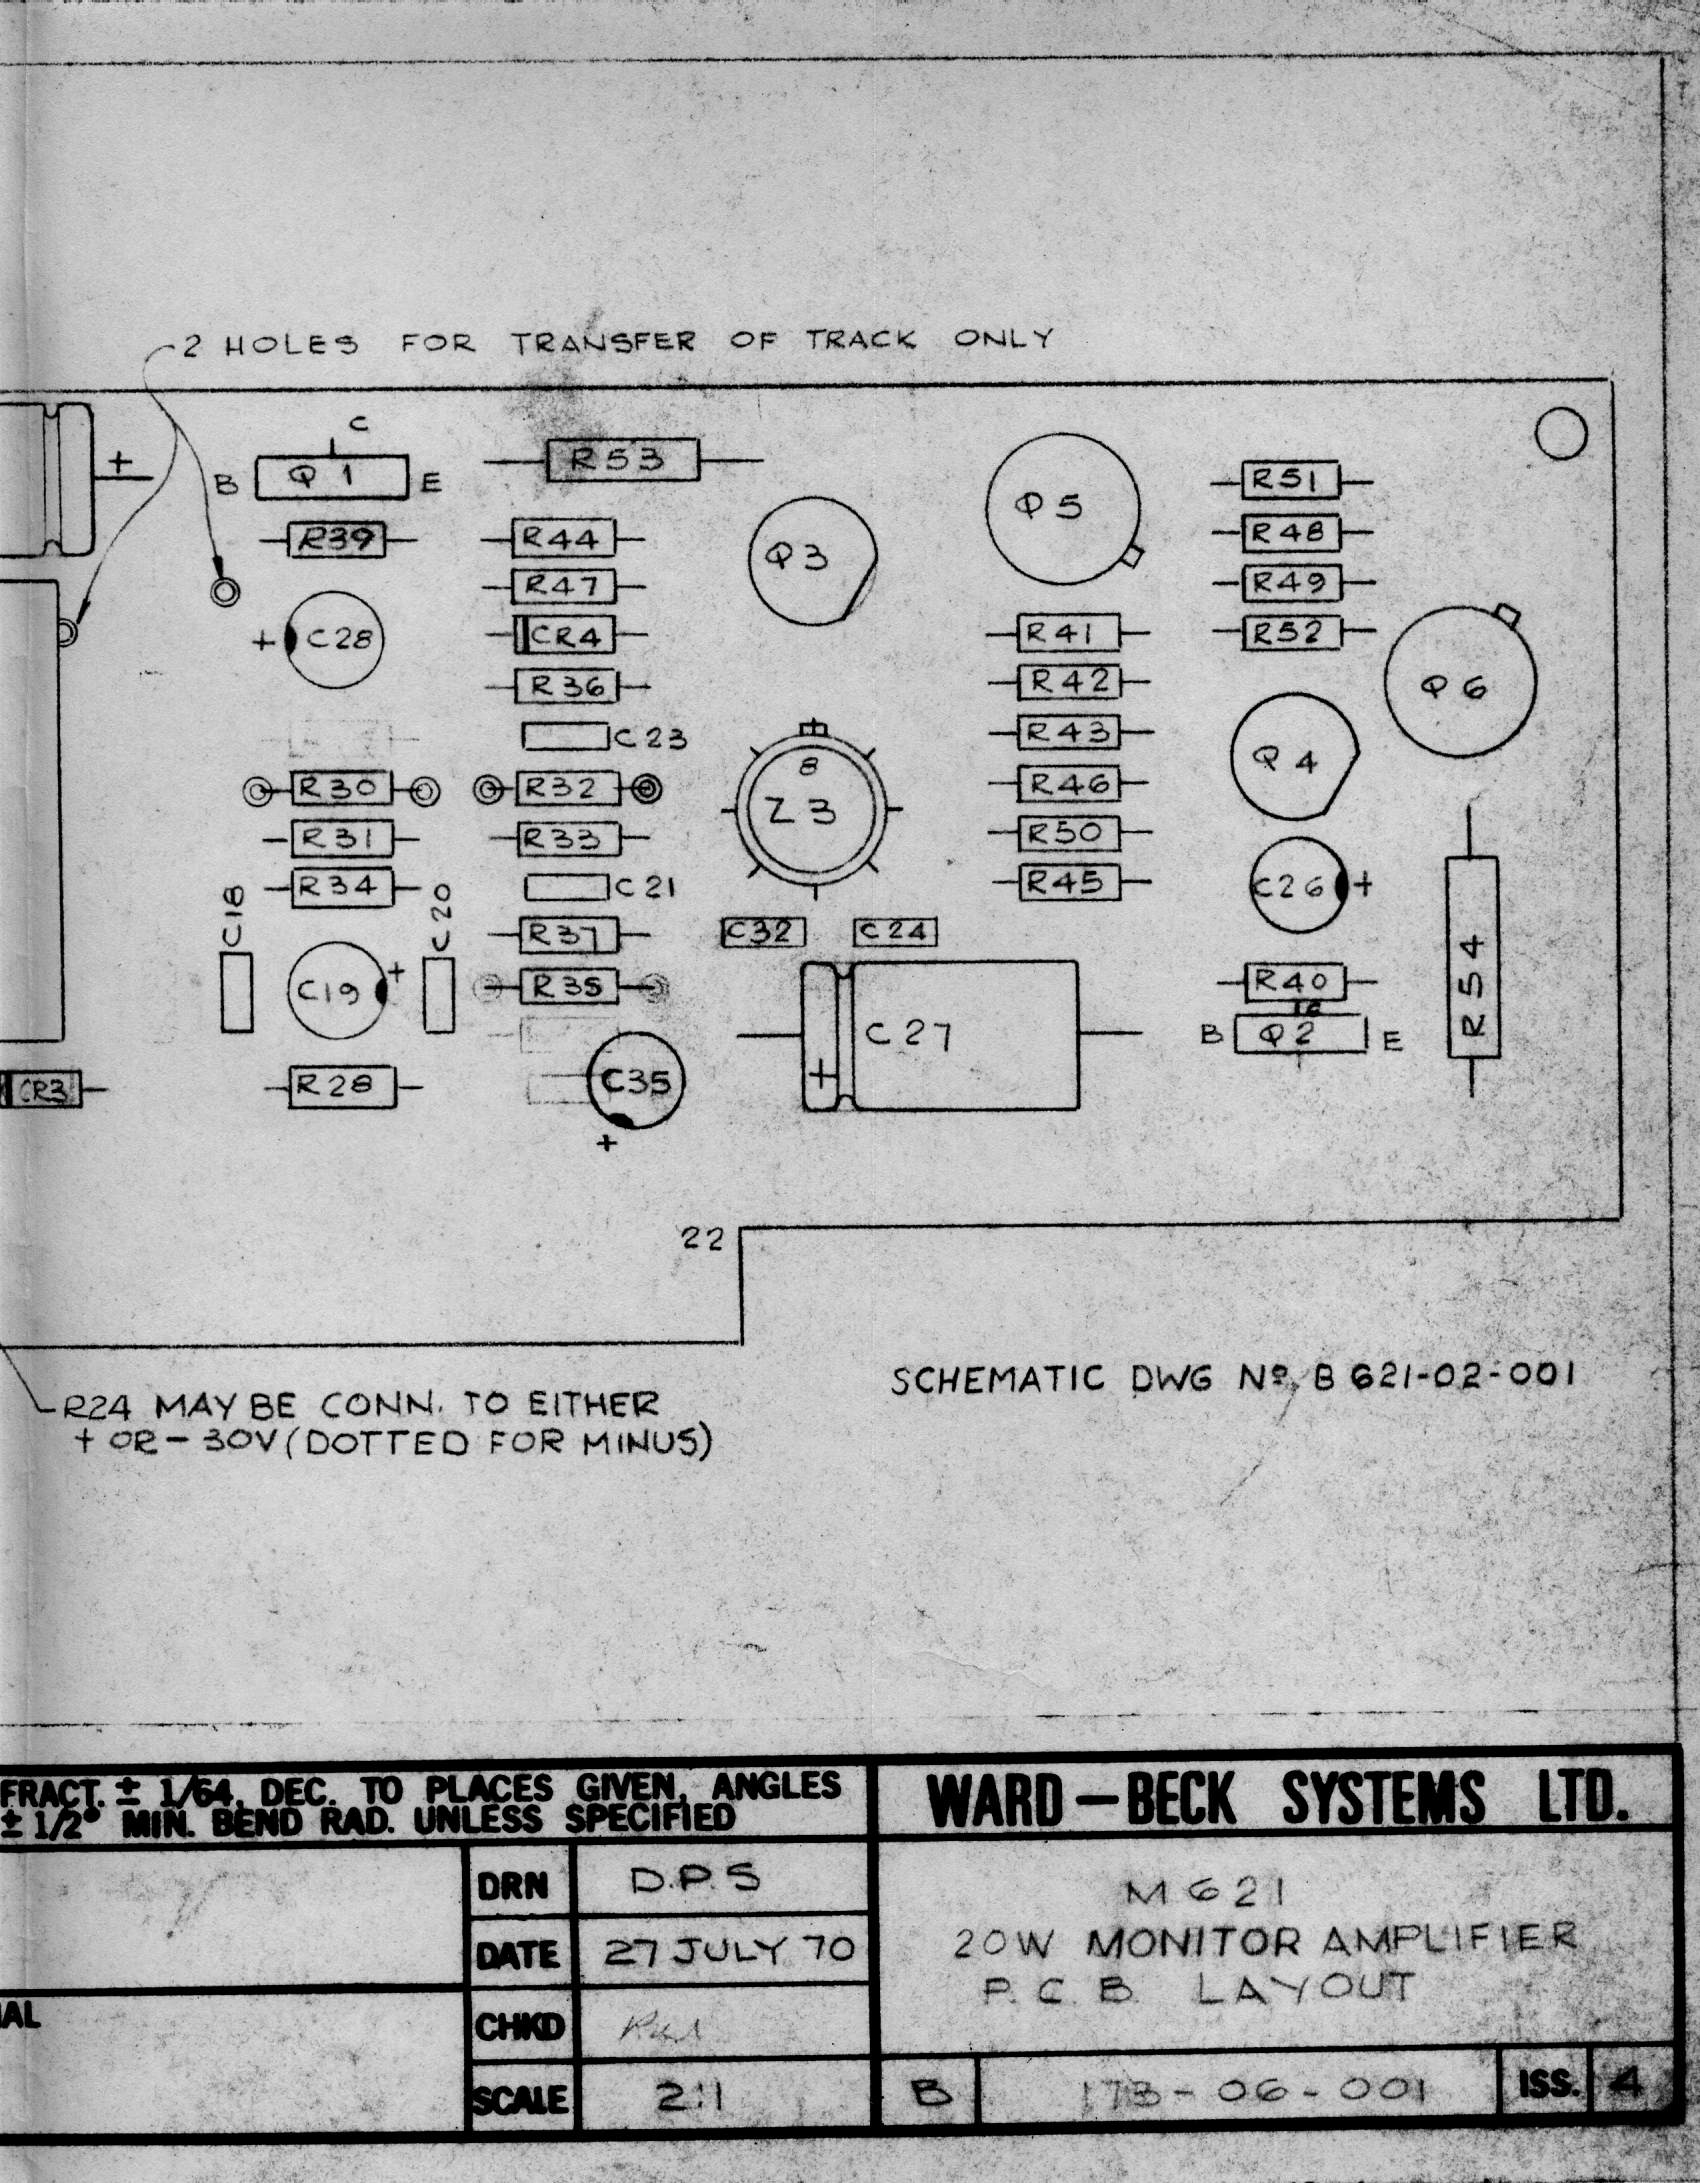 2 HOLES FOR TRANSFER OF TRACK ONLY
C
B Q1 E
R53
+
R39
R44
R47
Q3
Q5
R51
R48
R49
R52
+ C28
CR4
R36
C23
R41
R42
R43
R46
R50
R45
Q6
Q4
8
Z3
R30
R32
R31
R33
R34
C21
C18
C20
R37
C32
C24
C26 +
C19 +
R35
C27
+
R40
B Q2 E
R54
CR3
R28
C35
+
22
SCHEMATIC DWG Nº. B 621-02-001
R24 MAY BE CONN. TO EITHER
+ OR - 30V (DOTTED FOR MINUS)
FRACT. ± 1/64, DEC. TO PLACES GIVEN, ANGLES
± 1/2° MIN. BEND RAD. UNLESS SPECIFIED
WARD-BECK SYSTEMS LTD.
DRN D.P.S
DATE 27 JULY 70
CHKD
SCALE 2:1
IAL
M621
20W MONITOR AMPLIFIER
P.C.B. LAYOUT
B 173-06-001 ISS. 4